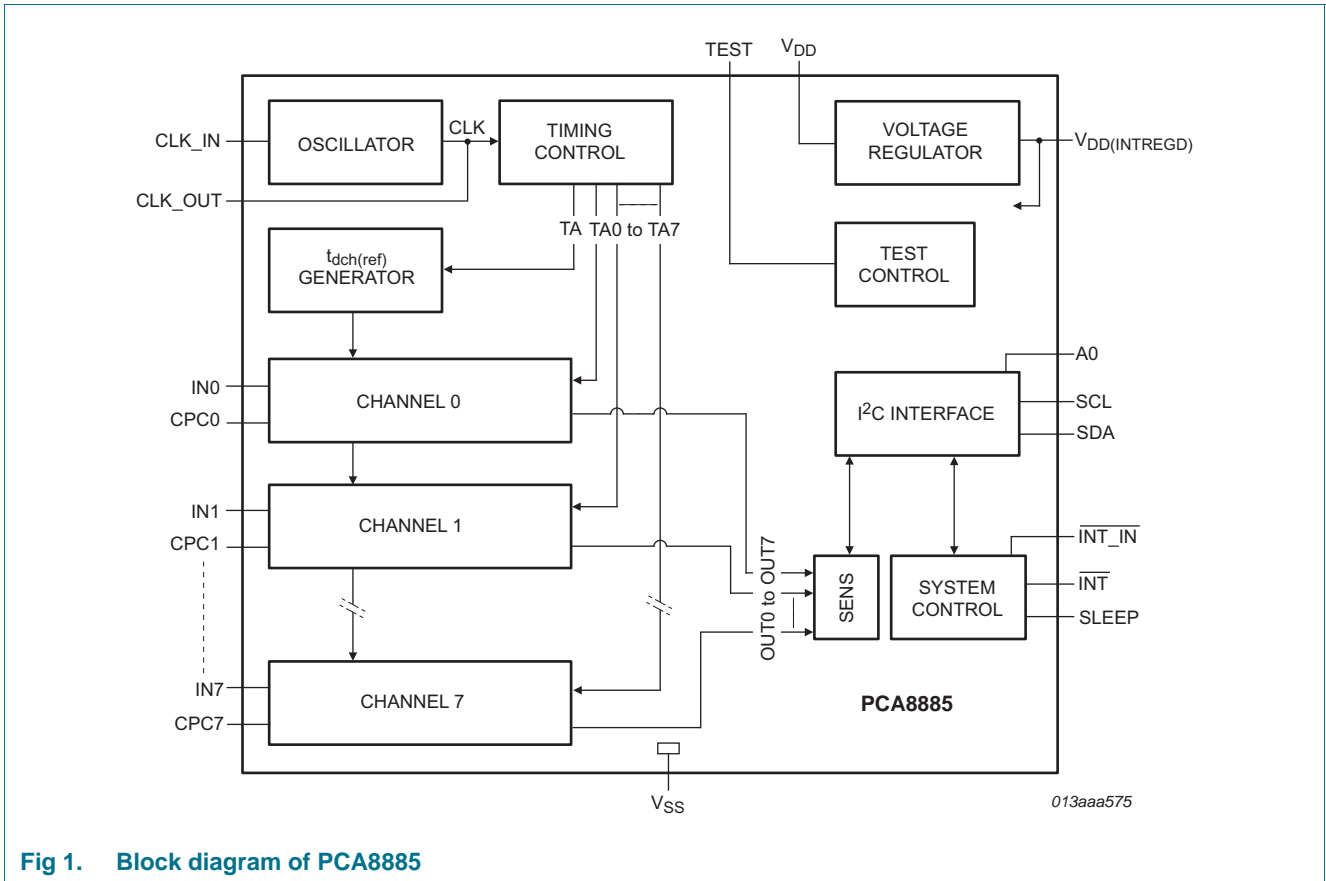 TEST
VDD
CLK_IN
OSCILLATOR
CLK
TIMING
CONTROL
VOLTAGE
REGULATOR
VDD(INTREGD)
CLK_OUT
TA
TA0 to TA7
tdch(ref)
GENERATOR
TEST
CONTROL
IN0
CPC0
CHANNEL 0
A0
I2C INTERFACE
SCL
SDA
IN1
CPC1
CHANNEL 1
OUT0 to OUT7
SENS
SYSTEM
CONTROL
INT_IN
INT
SLEEP
IN7
CPC7
CHANNEL 7
PCA8885
VSS
013aaa575
Fig 1. Block diagram of PCA8885